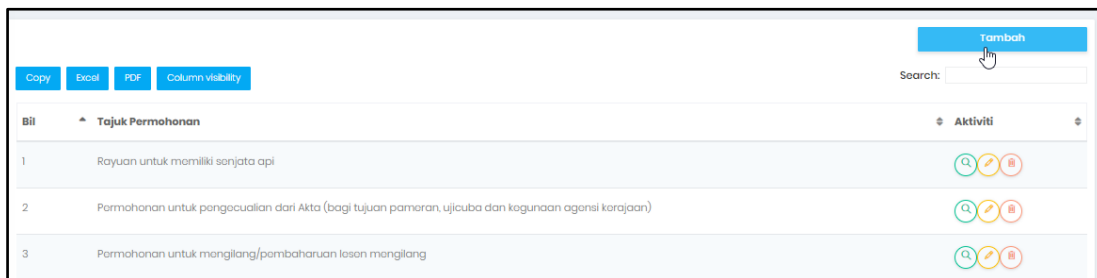 Tambah
Copy Excel PDF Column visibility Search:
Bil Tajuk Permohonan Aktiviti
1 Rayuan untuk memiliki senjata api
2 Permohonan untuk pengecualian dari Akta (bagi tujuan pameran, ujicuba dan kegunaan agensi kerajaan)
3 Permohonan untuk mengilang/pembaharuan lesen mengilang